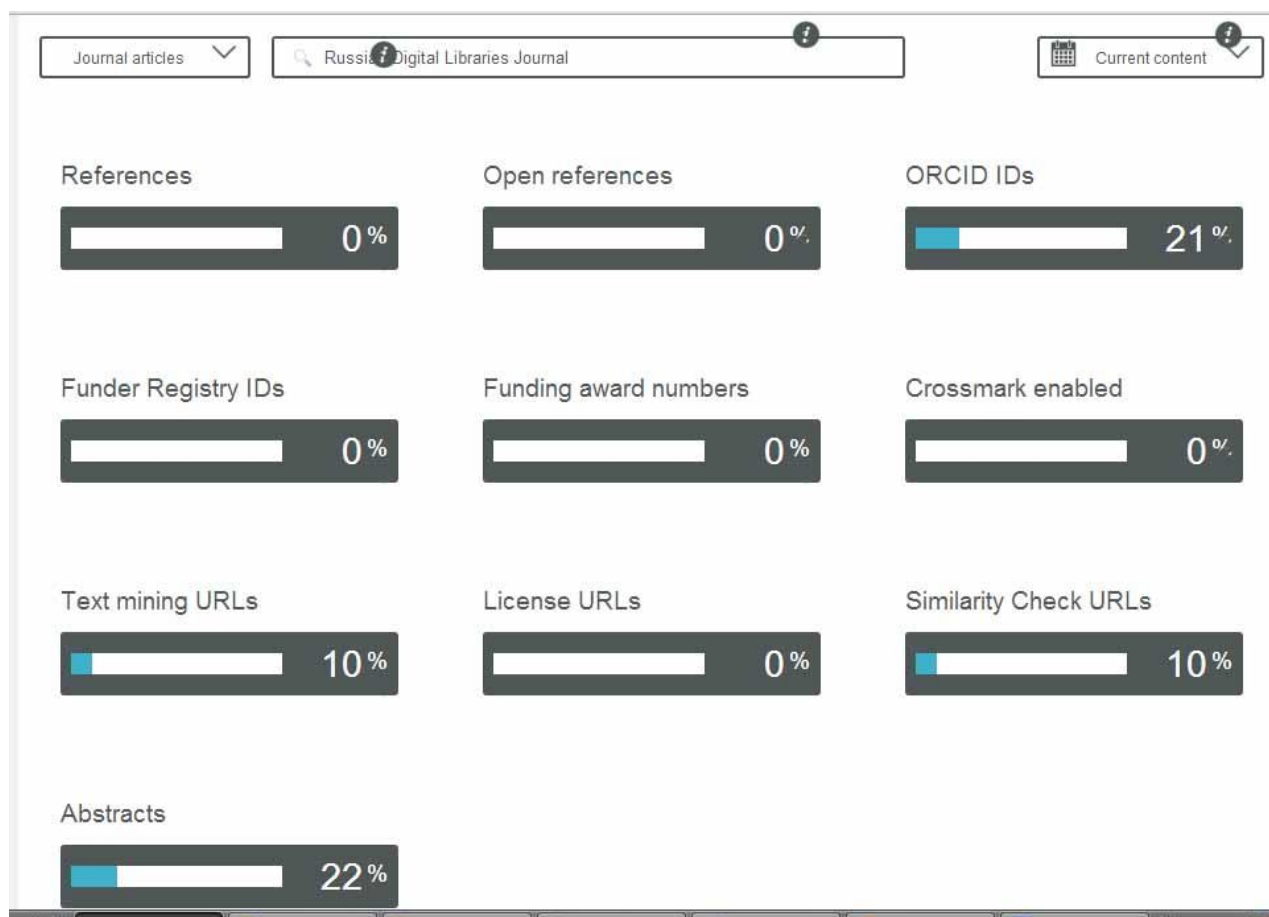 Journal articles
Russian Digital Libraries Journal
Current content
References
Open references
ORCID IDs
0%
0%
21%
Funder Registry IDs
Funding award numbers
Crossmark enabled
0%
0%
0%
Text mining URLs
License URLs
Similarity Check URLs
10%
0%
10%
Abstracts
22%